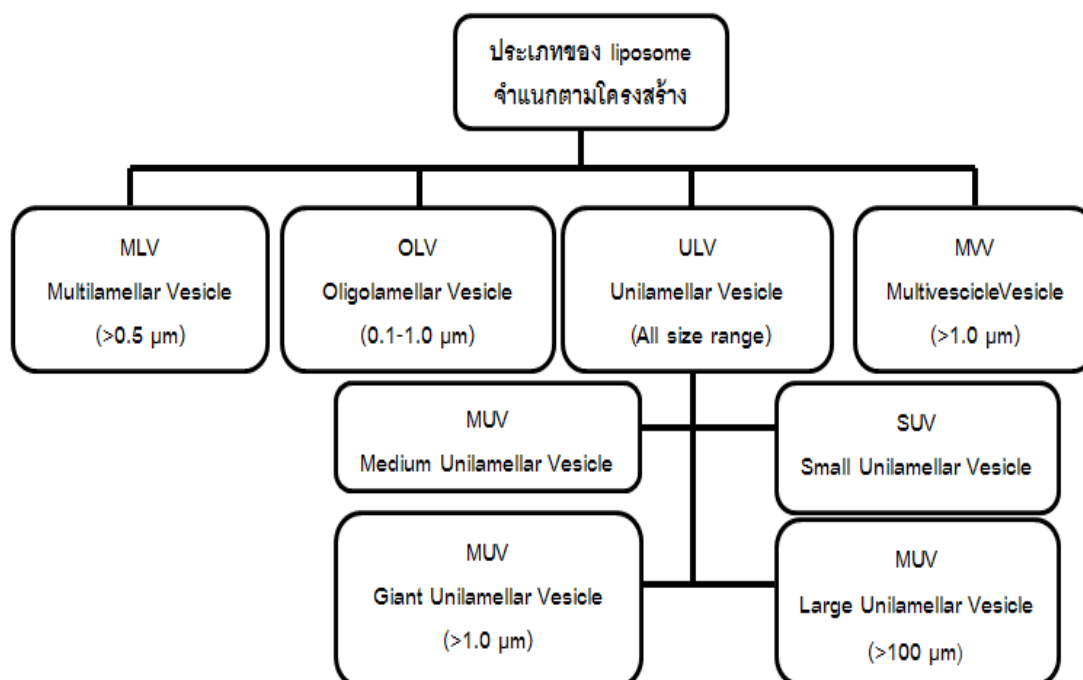 ประเภทของ liposome
จำแนกตามโครงสร้าง
MLV
Multilamellar Vesicle
(>0.5 µm)
OLV
Oligolamellar Vesicle
(0.1-1.0 µm)
ULV
Unilamellar Vesicle
(All size range)
MVV
MultivescicleVesicle
(>1.0 µm)
MUV
Medium Unilamellar Vesicle
SUV
Small Unilamellar Vesicle
MUV
Giant Unilamellar Vesicle
(>1.0 µm)
MUV
Large Unilamellar Vesicle
(>100 µm)